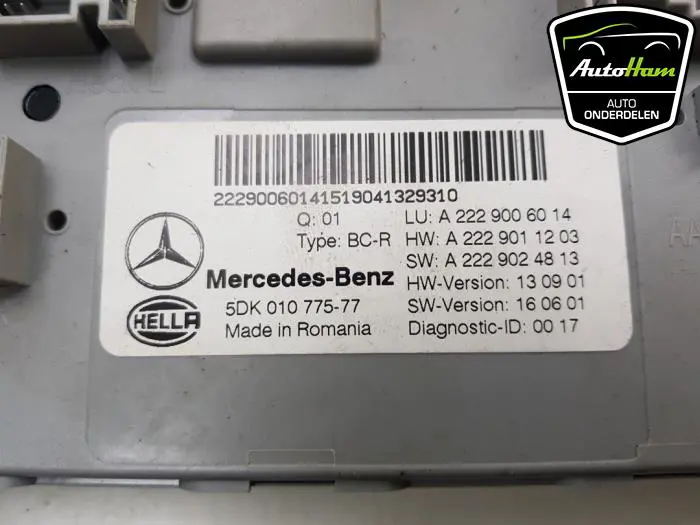 AutoHam
AUTO
ONDERDELEN
22290060141519041329310
Q: 01 LU: A 222 900 60 14
Type: BC-R HW: A 222 901 12 03
SW: A 222 902 48 13
Mercedes-Benz HW-Version: 13 09 01
HELLA 5DK 010 775-77 SW-Version: 16 06 01
Made in Romania Diagnostic-ID: 00 17